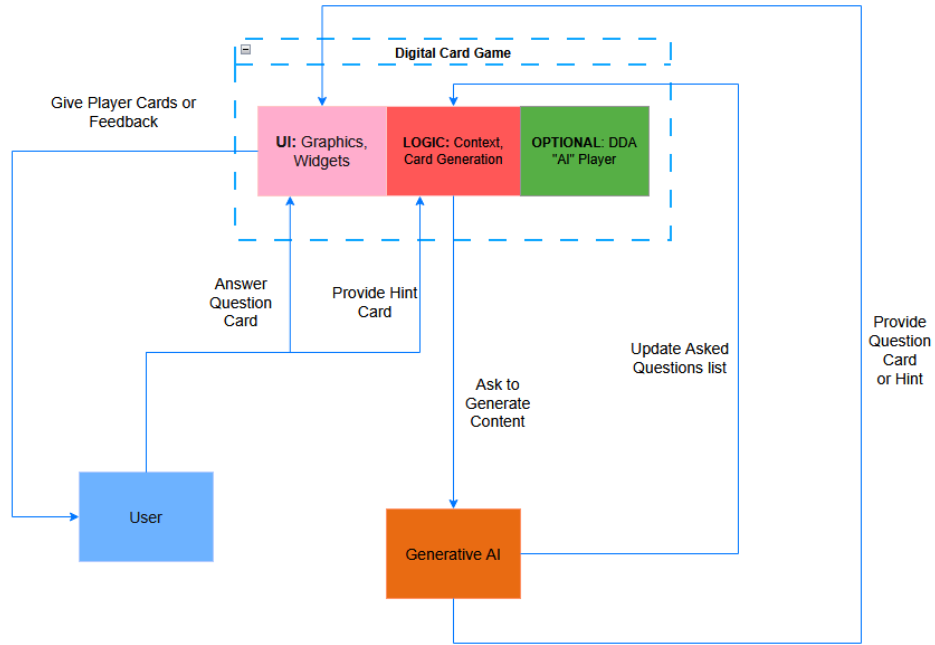 Digital Card Game
Give Player Cards or
Feedback
UI: Graphics,
Widgets
LOGIC: Context,
Card Generation
OPTIONAL: DDA
"AI" Player
Answer
Question
Card
Provide Hint
Card
Provide
Question
Card
or Hint
Update Asked
Questions list
Ask to
Generate
Content
User
Generative AI